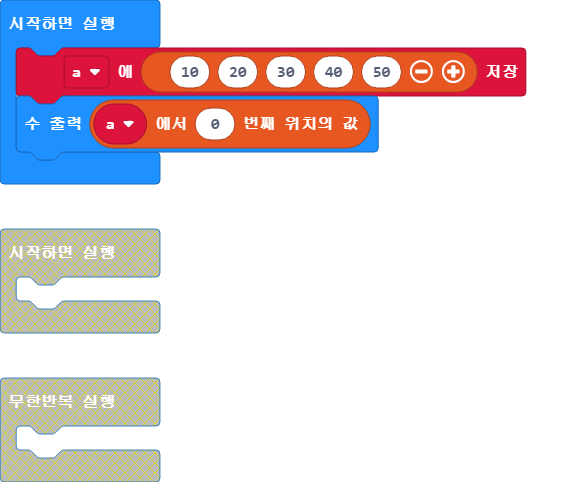 시작하면 실행
a 에 10 20 30 40 50 저장
수 출력 a 에서 0 번째 위치의 값
시작하면 실행
무한반복 실행